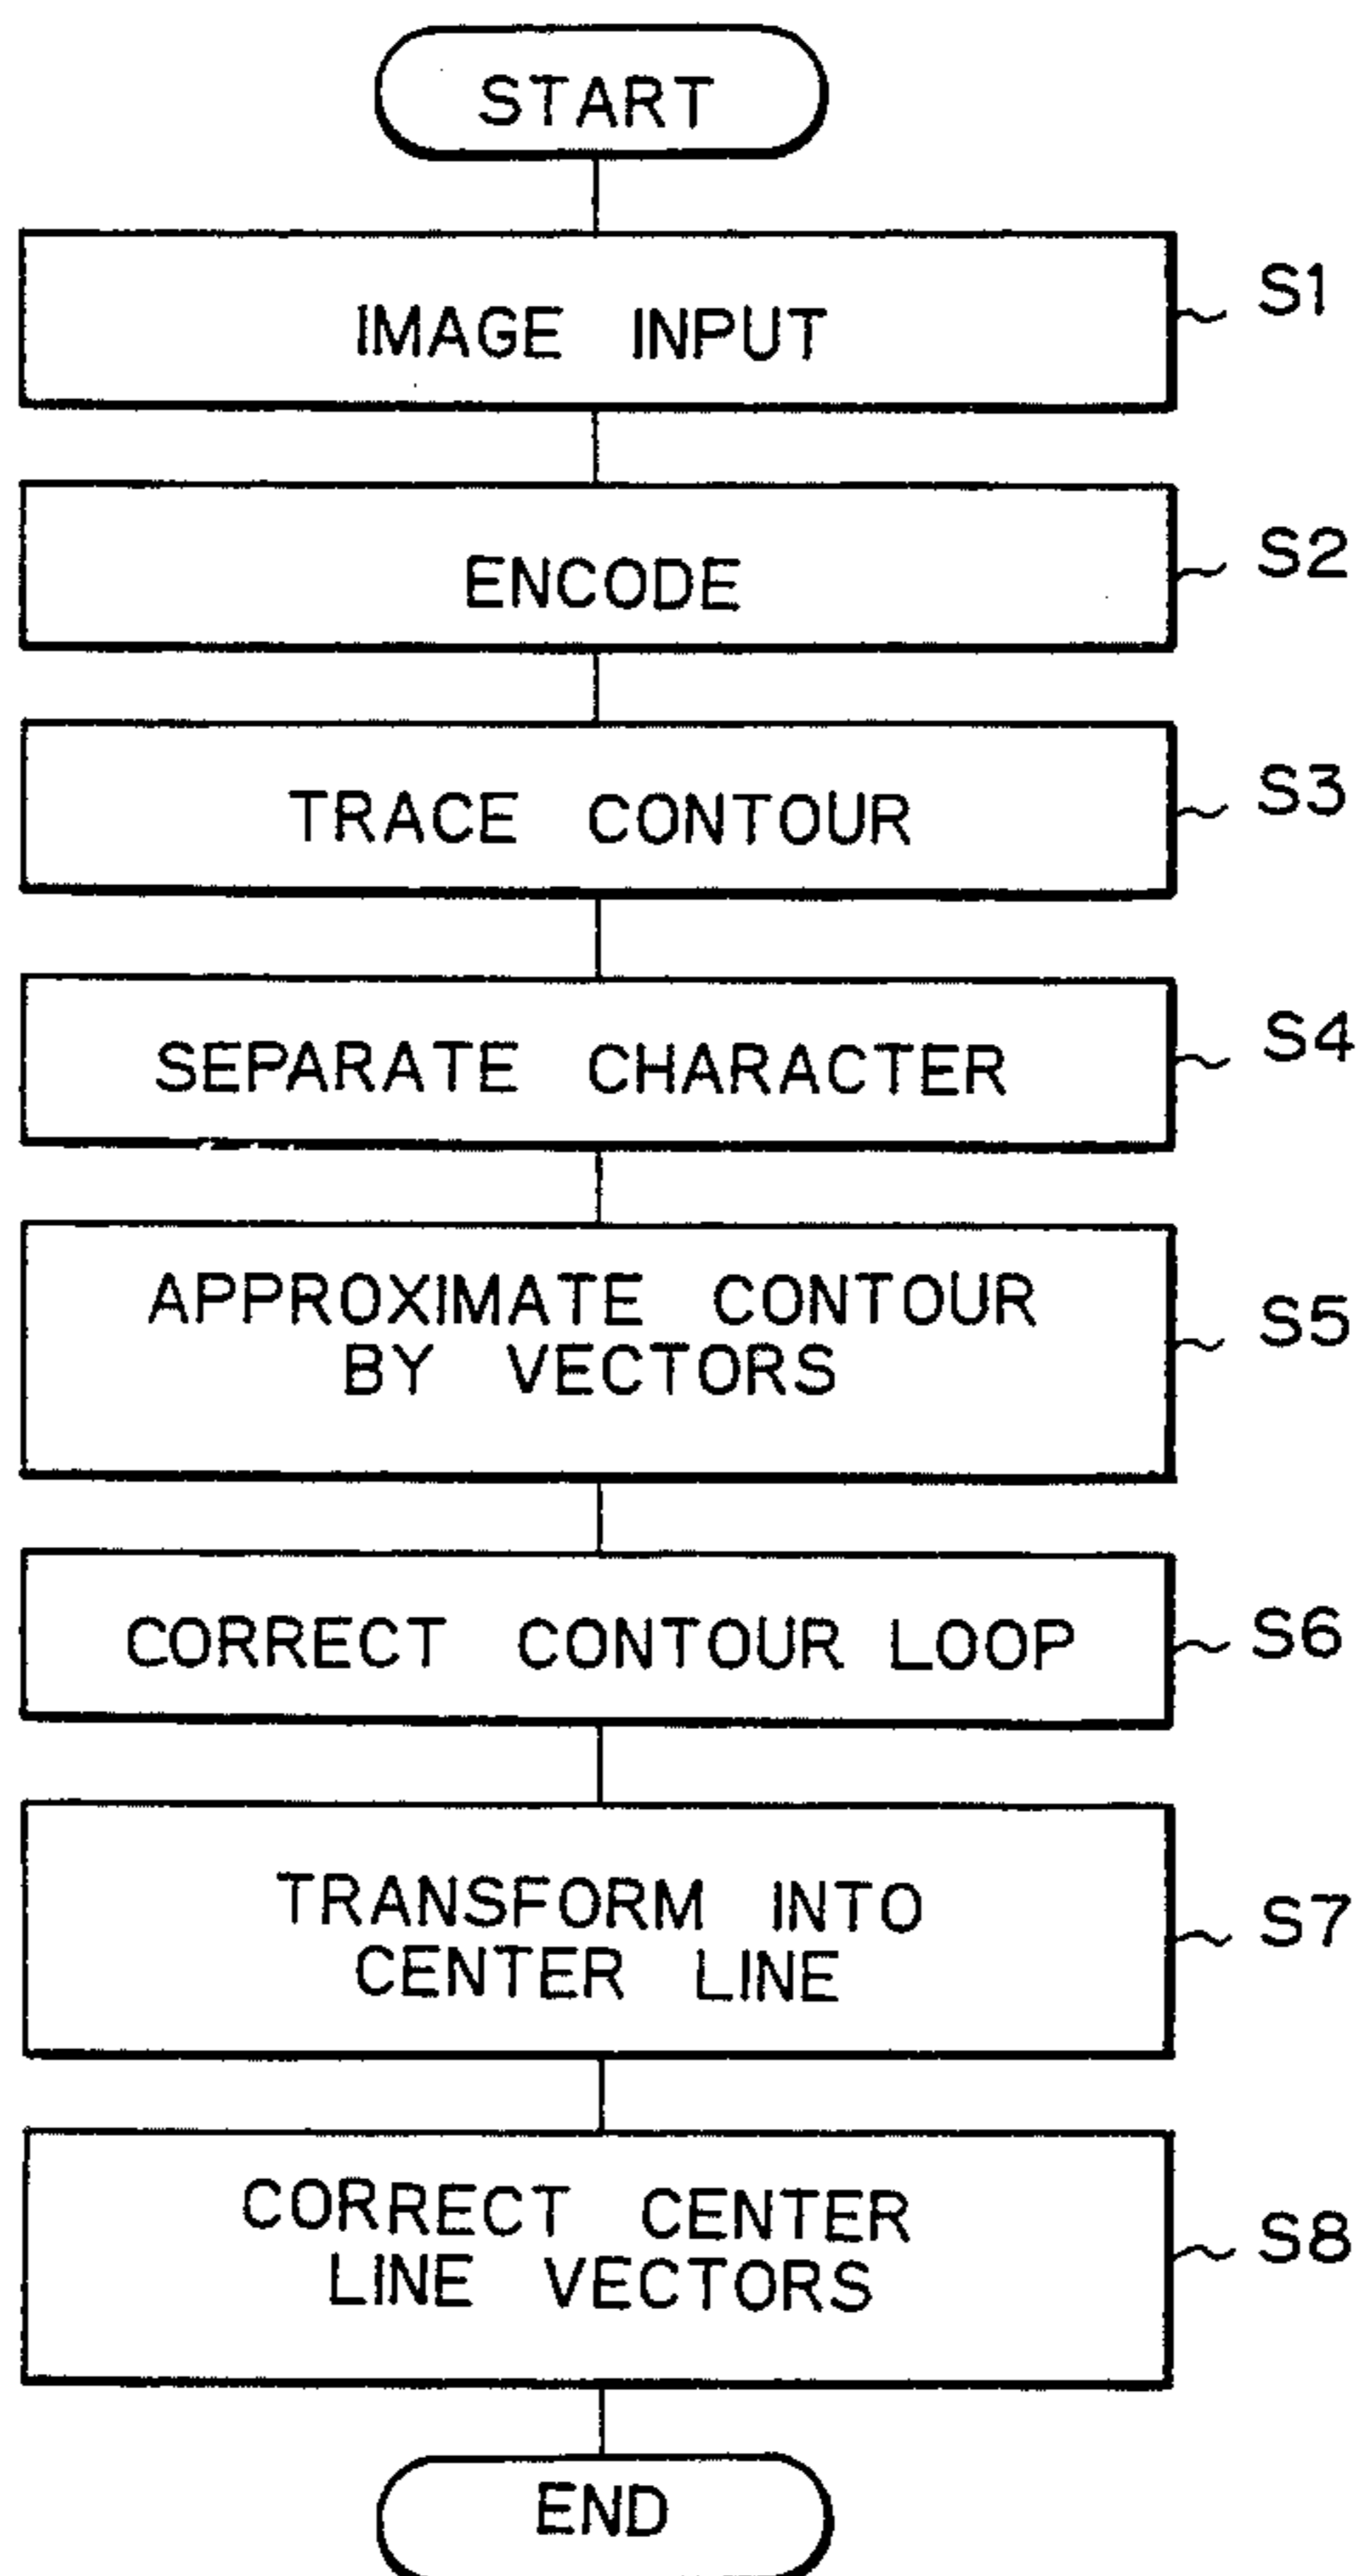 START
IMAGE INPUT
S1
ENCODE
S2
TRACE CONTOUR
S3
SEPARATE CHARACTER
S4
APPROXIMATE CONTOUR
BY VECTORS
S5
CORRECT CONTOUR LOOP
S6
TRANSFORM INTO
CENTER LINE
S7
CORRECT CENTER
LINE VECTORS
S8
END